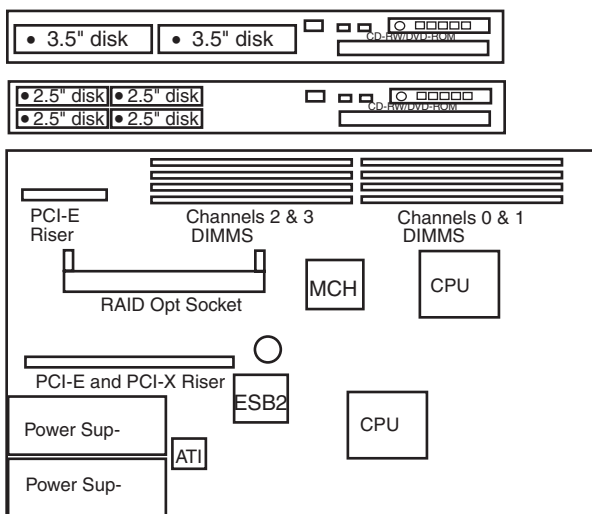 • 3.5" disk • 3.5" disk
CD-RW/DVD-ROM
• 2.5" disk • 2.5" disk
• 2.5" disk • 2.5" disk
CD-RW/DVD-ROM
PCI-E
Riser
Channels 2 & 3
DIMMS
Channels 0 & 1
DIMMS
RAID Opt Socket
MCH
CPU
PCI-E and PCI-X Riser
ESB2
CPU
Power Sup-
ATI
Power Sup-